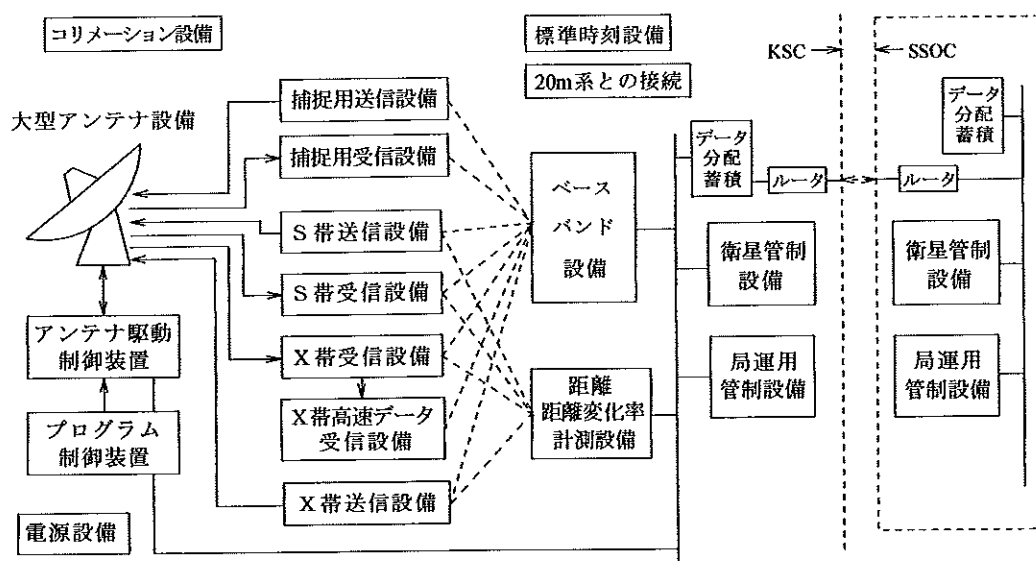 コリメーション設備
標準時刻設備
20m系との接続
KSC
SSOC
大型アンテナ設備
捕捉用送信設備
捕捉用受信設備
S帯送信設備
S帯受信設備
X帯受信設備
X帯高速データ
受信設備
X帯送信設備
アンテナ駆動
制御装置
プログラム
制御装置
電源設備
ベース
バンド
設備
距離
距離変化率
計測設備
データ
分配
蓄積
ルータ
衛星管制
設備
局運用
管制設備
データ
分配
蓄積
ルータ
衛星管制
設備
局運用
管制設備